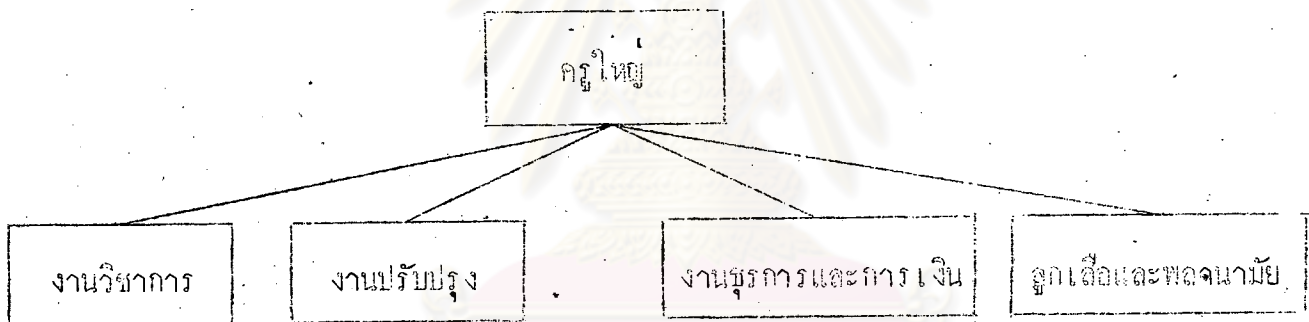 ครูใหญ่
งานวิชาการ
งานปรับปรุง
งานธุรการและการเงิน
ลูกเสือและพลานามัย